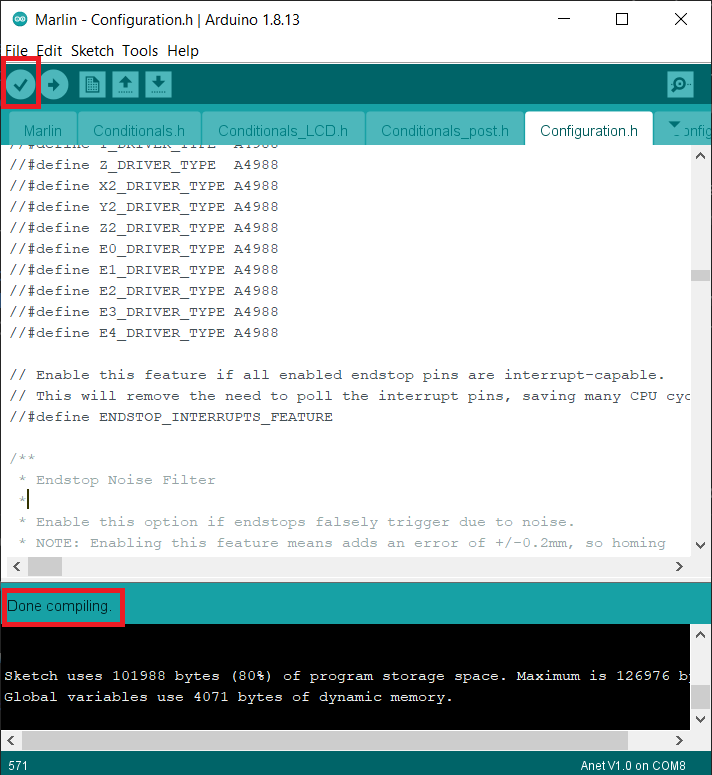 Marlin - Configuration.h | Arduino 1.8.13
File Edit Sketch Tools Help
Marlin Conditionals.h Conditionals_LCD.h Conditionals_post.h Configuration.h
//#define Y_DRIVER_TYPE A4988
//#define Z_DRIVER_TYPE A4988
//#define X2_DRIVER_TYPE A4988
//#define Y2_DRIVER_TYPE A4988
//#define Z2_DRIVER_TYPE A4988
//#define E0_DRIVER_TYPE A4988
//#define E1_DRIVER_TYPE A4988
//#define E2_DRIVER_TYPE A4988
//#define E3_DRIVER_TYPE A4988
//#define E4_DRIVER_TYPE A4988
// Enable this feature if all enabled endstop pins are interrupt-capable.
// This will remove the need to poll the interrupt pins, saving many CPU cyc
//#define ENDSTOP_INTERRUPTS_FEATURE
/**
* Endstop Noise Filter
*
* Enable this option if endstops falsely trigger due to noise.
* NOTE: Enabling this feature means adds an error of +/-0.2mm, so homing
Done compiling.
Sketch uses 101988 bytes (80%) of program storage space. Maximum is 126976 by
Global variables use 4071 bytes of dynamic memory.
571 Anet V1.0 on COM8